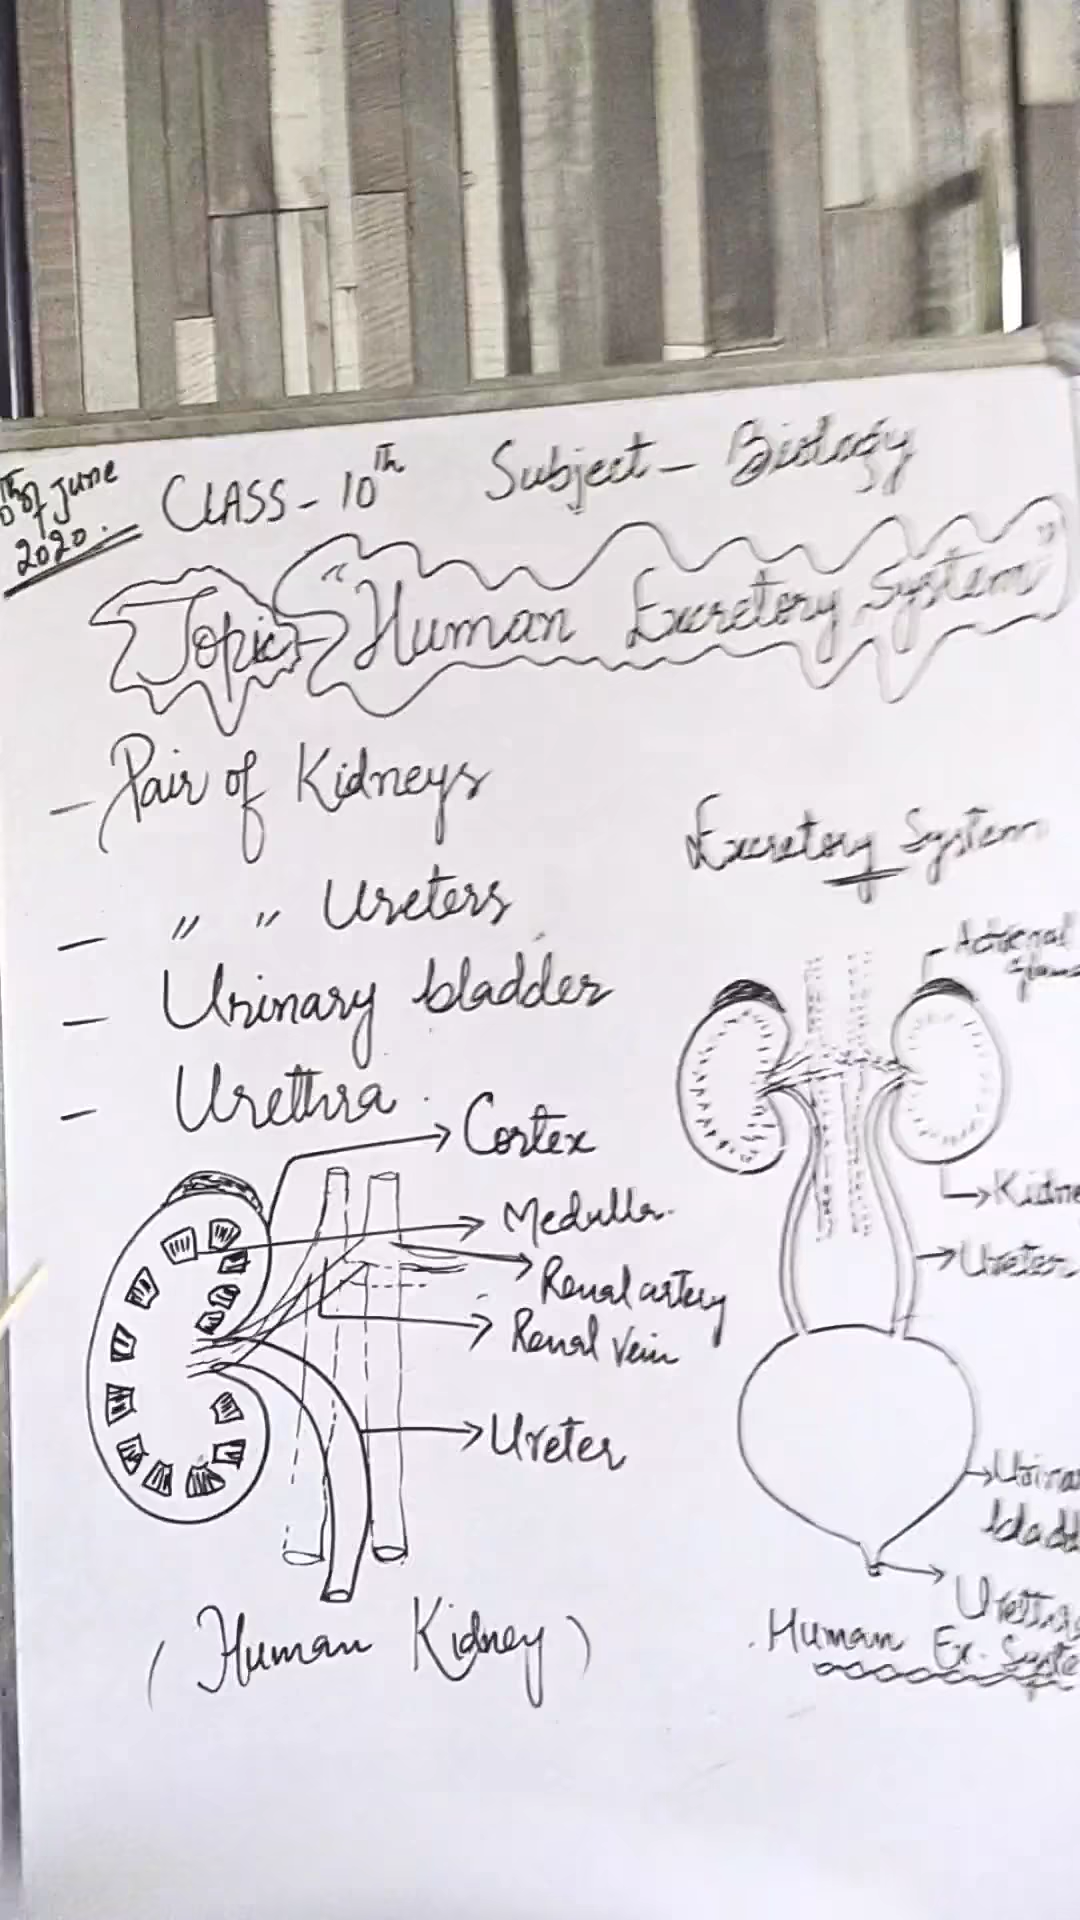 of June
2020.
CLASS - 10th Subject - Biology
Topic - "Human Excretory System"
- Pair of Kidneys
- " " Ureters
- Urinary bladder
- Urethra
Cortex
Medulla
Renal artery
Renal Vein
Ureter
(Human Kidney)
Excretory System
Adrenal
Ureter
Human Ex.